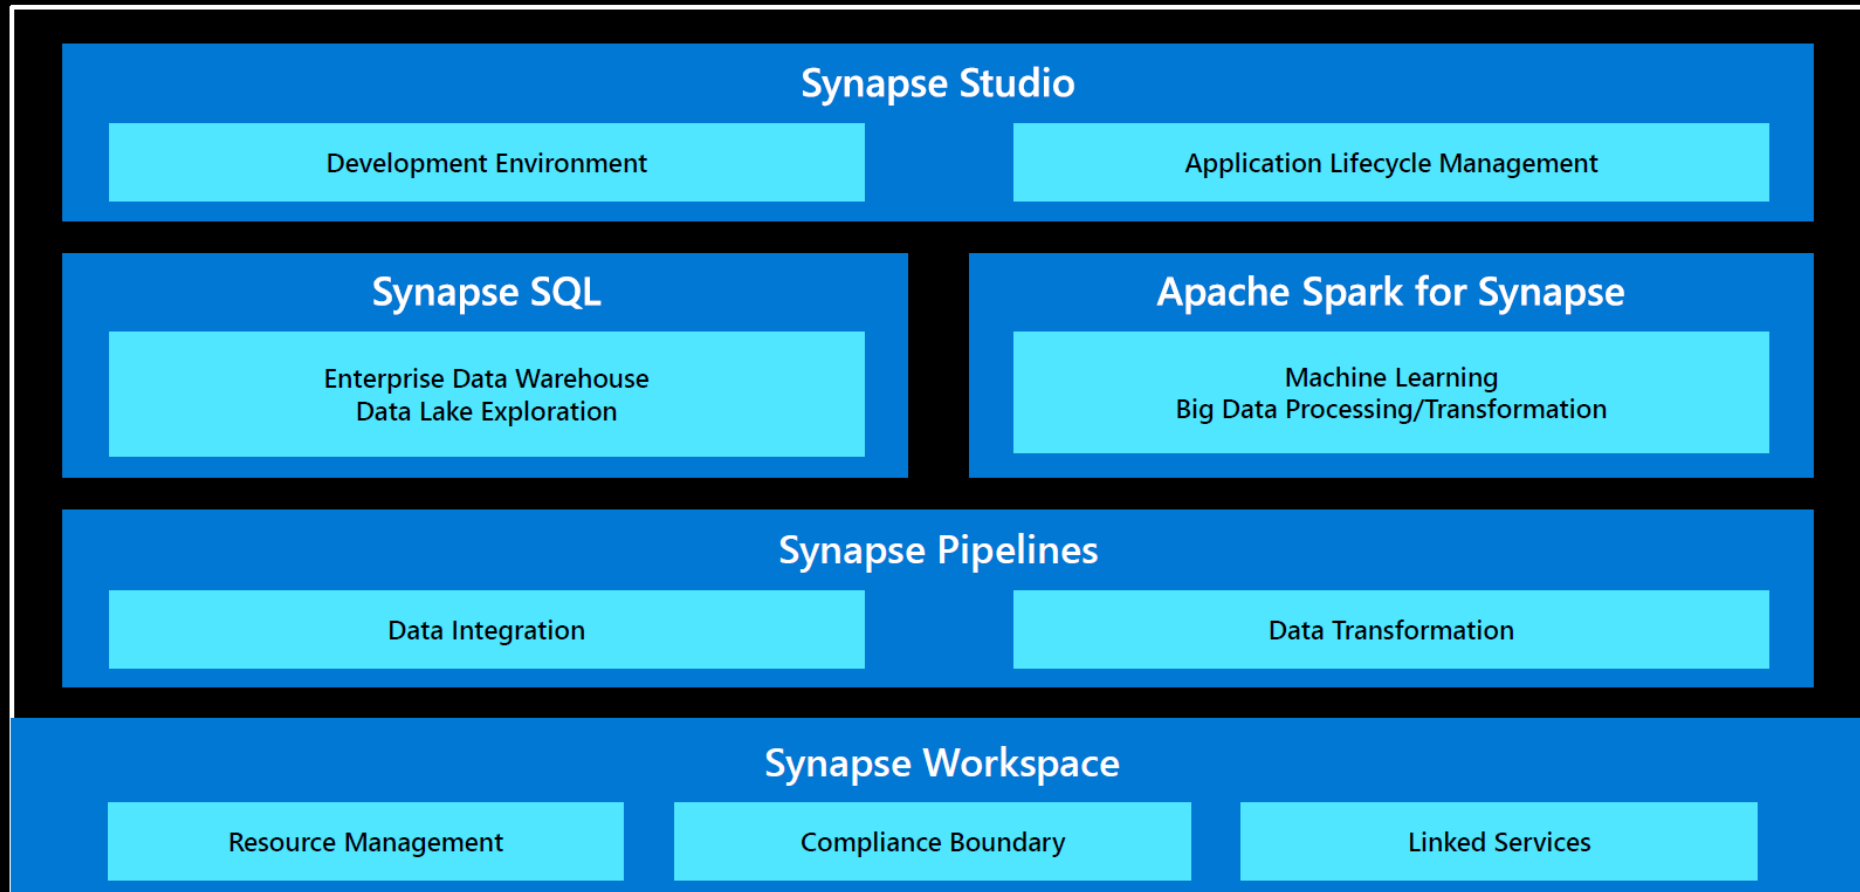 Synapse Studio
Development Environment
Application Lifecycle Management
Synapse SQL
Enterprise Data Warehouse
Data Lake Exploration
Apache Spark for Synapse
Machine Learning
Big Data Processing/Transformation
Synapse Pipelines
Data Integration
Data Transformation
Synapse Workspace
Resource Management
Compliance Boundary
Linked Services